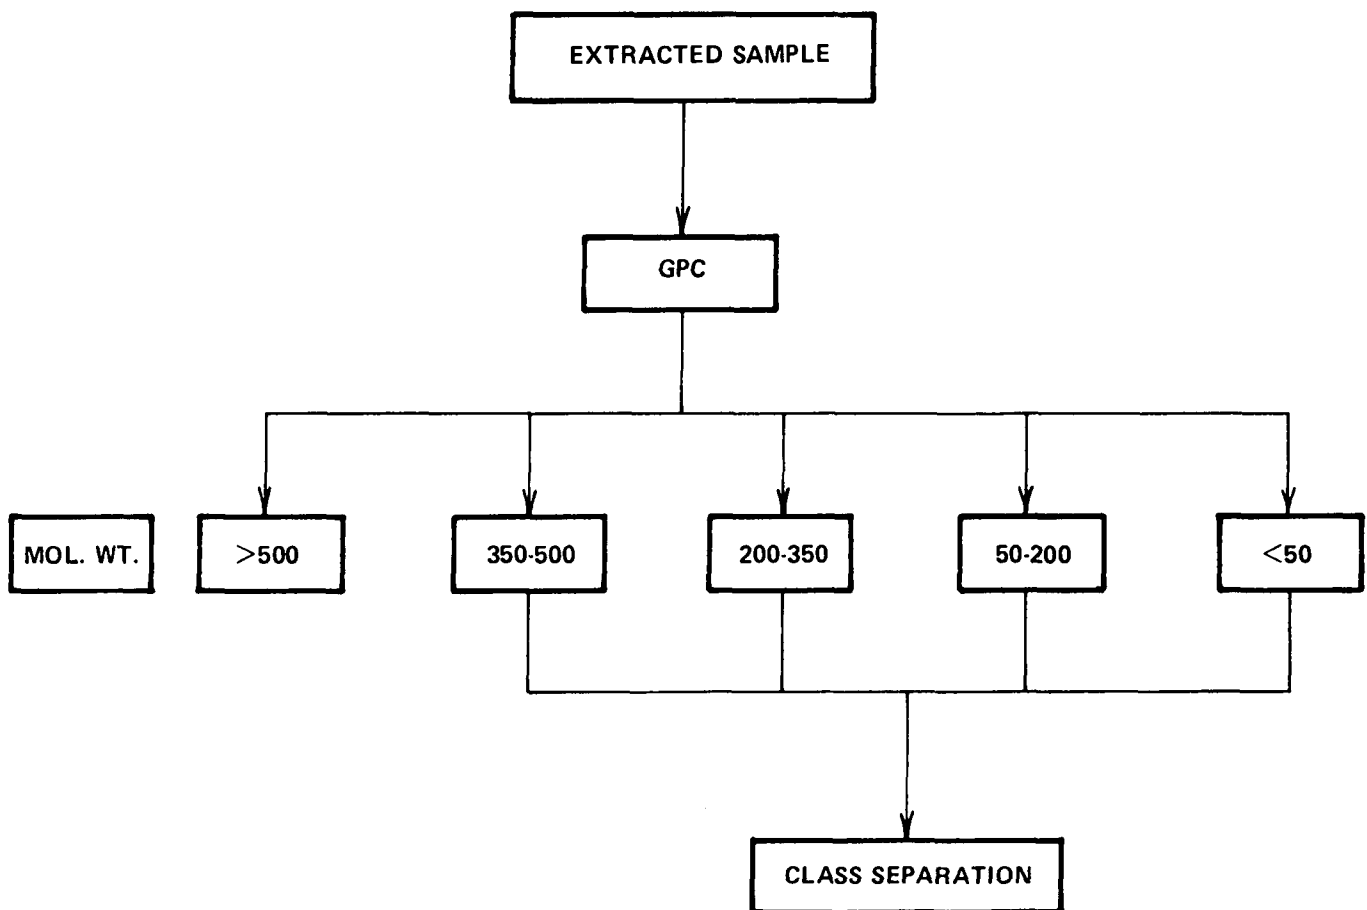 EXTRACTED SAMPLE
GPC
MOL. WT.
>500
350-500
200-350
50-200
<50
CLASS SEPARATION